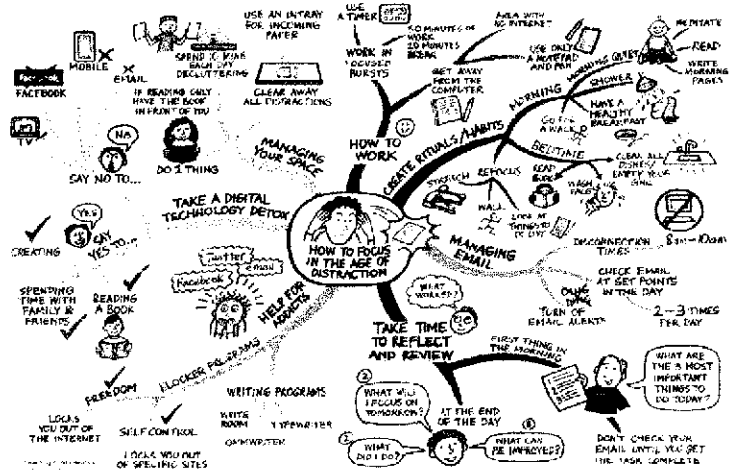 HOW TO FOCUS
IN THE AGE OF
DISTRACTION
HOW TO
WORK
USE
A TIMER
WORK IN
FOCUSED
BURSTS
50 MINUTES OF
WORK
10 MINUTES
BREAK
GET AWAY
FROM THE
COMPUTER
AREA WITH
NO INTERNET
USE ONLY
A NOTEPAD
AND PEN
CREATE RITUALS/HABITS
MORNING
MORNING QUIET
MEDITATE
READ
WRITE
MORNING
PAGES
SHOWER
HAVE A
HEALTHY
BREAKFAST
GO FOR
A WALK
BEDTIME
CLEAR ALL
DISHES/
EMPTY YOUR
SINK
WASH
FACE
READ
BOOK
REFOCUS
STRETCH
WALK
LOOK AT
THINGS TO
DO LIST
MANAGING
EMAIL
DISCONNECTION
TIMES
8am-10am
CHECK EMAIL
AT SET POINTS
IN THE DAY
2-3 TIMES
PER DAY
TURN OF
EMAIL ALERTS
TAKE TIME
TO REFLECT
AND REVIEW
WHAT
WORKED?
FIRST THING IN
THE MORNING
WHAT ARE
THE 3 MOST
IMPORTANT
THINGS TO
DO TODAY?
DON'T CHECK YOUR
EMAIL UNTIL YOU GET
THE TASK COMPLETE
AT THE END
OF THE DAY
WHAT WILL
I FOCUS ON
TOMORROW?
WHAT
DID I DO?
WHAT CAN
BE IMPROVED?
HELP FOR
ADDICTS
Twitter
email
Facebook
BLOCKER PROGRAMS
FREEDOM
LOCKS
YOU OUT OF
THE INTERNET
SELF CONTROL
LOCKS YOU OUT
OF SPECIFIC SITES
WRITING PROGRAMS
WRITE
ROOM
TYPEWRITER
OMMWRITER
TAKE A DIGITAL
TECHNOLOGY DETOX
SAY NO TO...
NO
TV
Facebook
FACEBOOK
MOBILE
EMAIL
SAY
YES TO...
YES
CREATING
SPENDING
TIME WITH
FAMILY &
FRIENDS
READING
A BOOK
MANAGING
YOUR SPACE
DO 1 THING
IF READING ONLY
HAVE THE BOOK
IN FRONT OF YOU
SPEND 10 MINS
EACH DAY
DECLUTTERING
USE AN INTRAY
FOR INCOMING
PAPER
CLEAR AWAY
ALL DISTRACTIONS